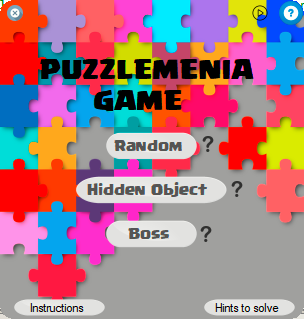 PUZZLEMENIA
GAME
Random ?
Hidden Object ?
Boss ?
Instructions
Hints to solve
?